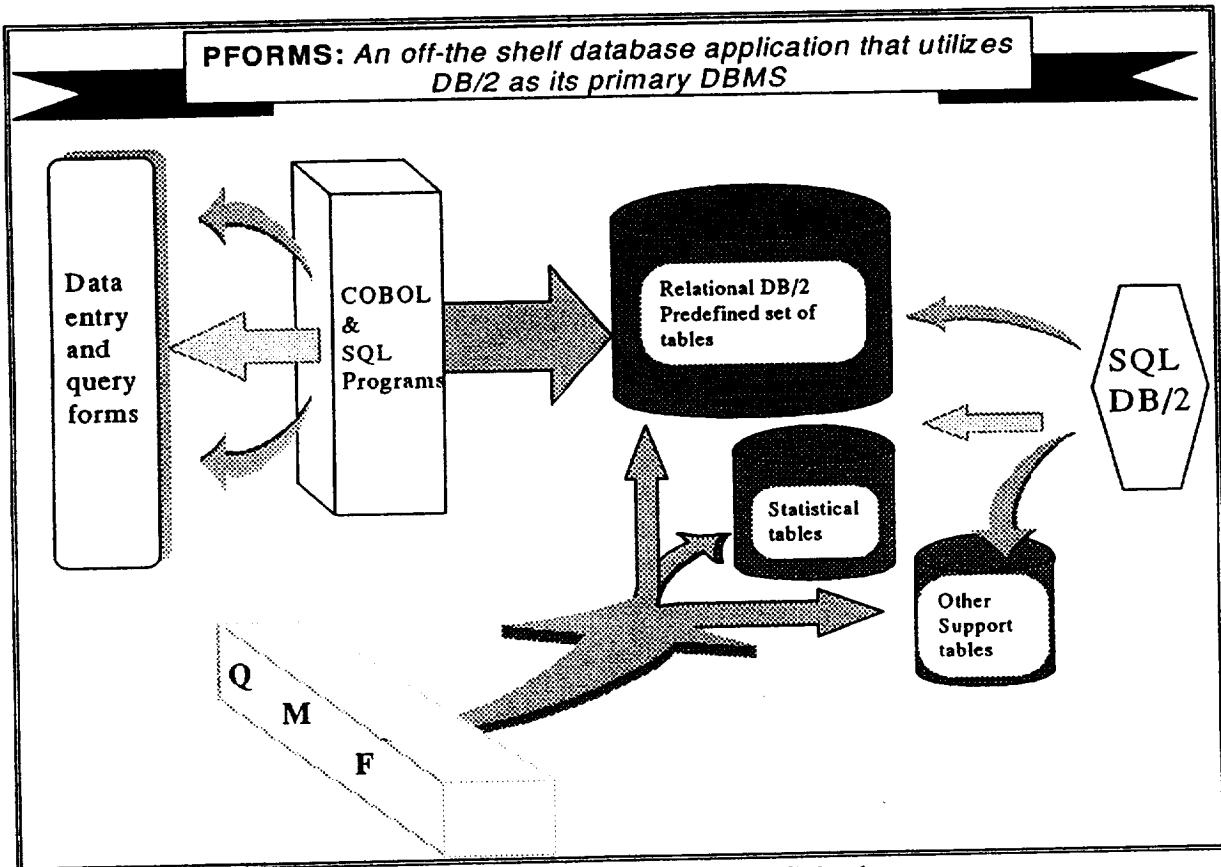 PFORMS: An off-the shelf database application that utilizes
DB/2 as its primary DBMS
Data
entry
and
query
forms
COBOL
&
SQL
Programs
Relational DB/2
Predefined set of
tables
SQL
DB/2
Statistical
tables
Other
Support
tables
Q
M
F